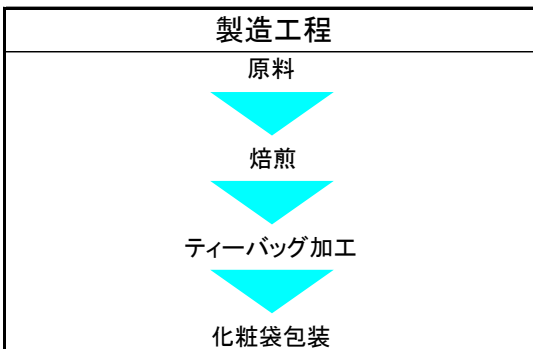 製造工程
原料
焙煎
ティーバッグ加工
化粧袋包装